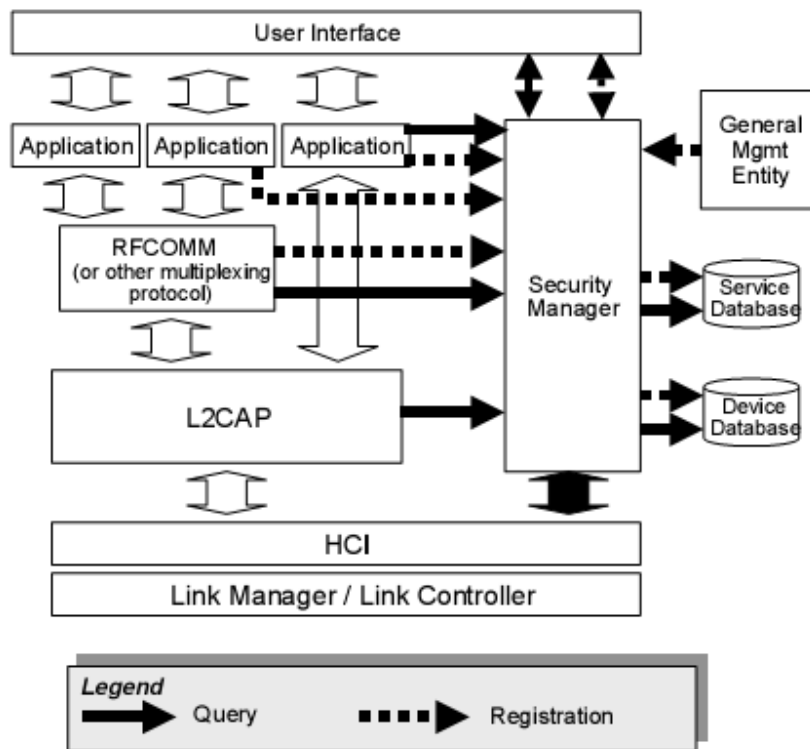 User Interface
Application
Application
Application
General
Mgmt
Entity
RFCOMM
(or other multiplexing
protocol)
Security
Manager
Service
Database
L2CAP
Device
Database
HCI
Link Manager / Link Controller
Legend
Query
Registration